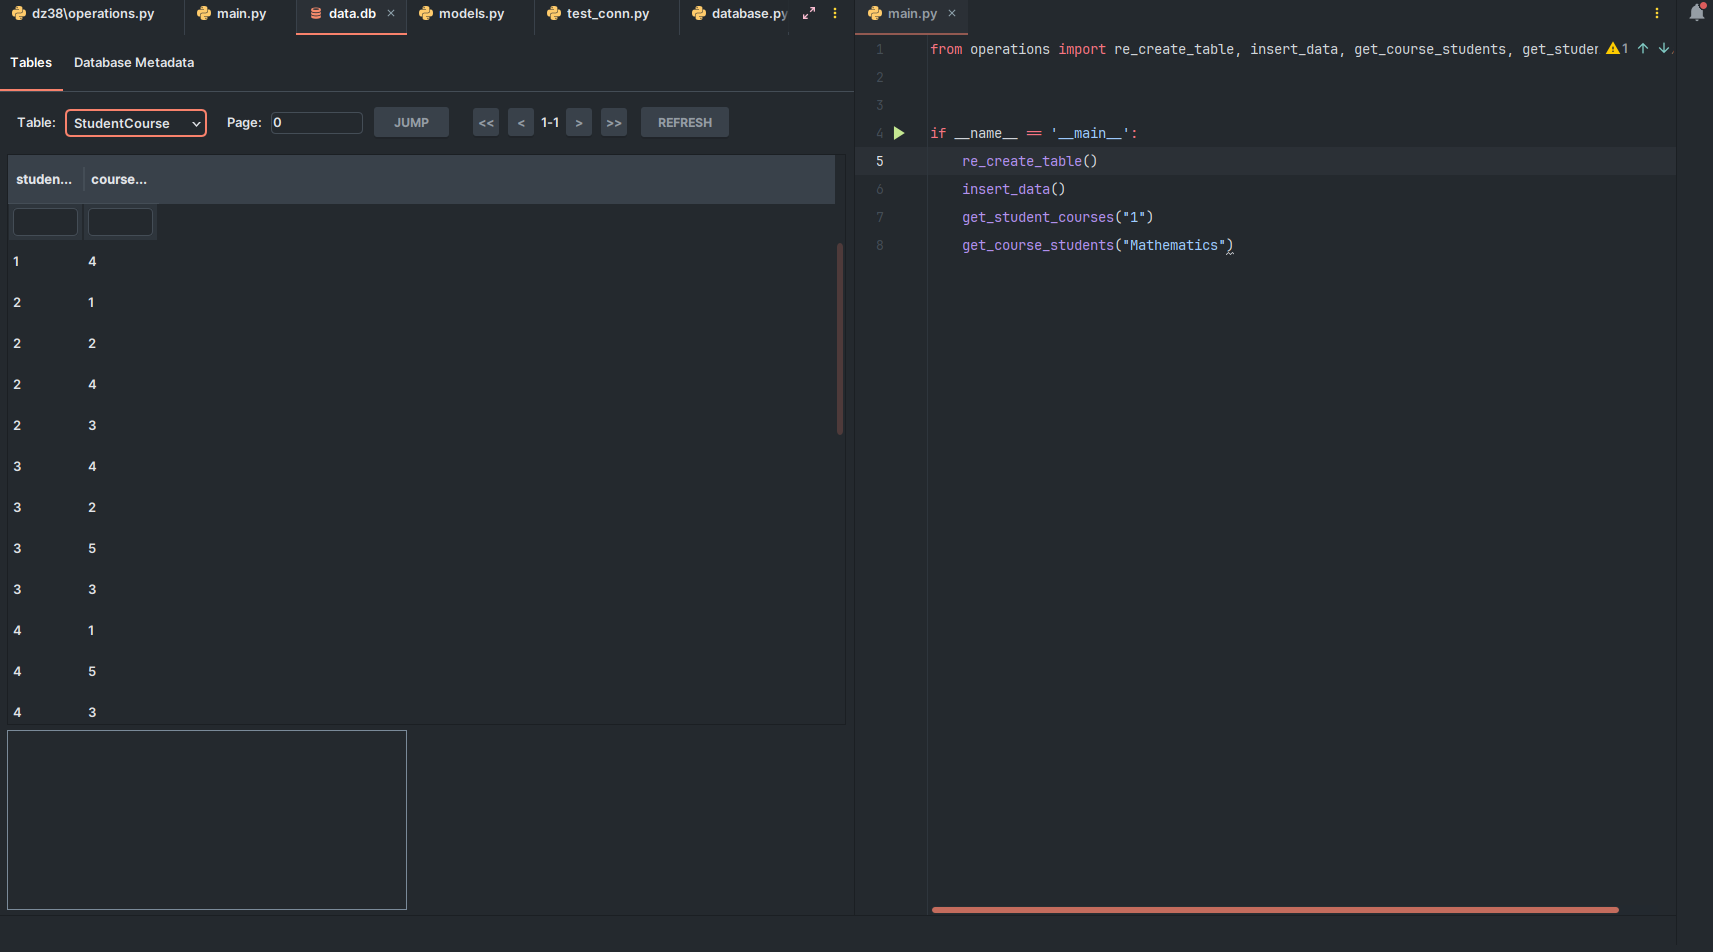 dz38\operations.py main.py data.db × models.py test_conn.py database.py
Tables Database Metadata
Table: StudentCourse Page: 0 JUMP << < 1-1 > >> REFRESH
studen... course...
1 4
2 1
2 2
2 4
2 3
3 4
3 2
3 5
3 3
4 1
4 5
4 3
main.py ×
1 from operations import re_create_table, insert_data, get_course_students, get_studen 1
2
3
4 if __name__ == '__main__':
5 re_create_table()
6 insert_data()
7 get_student_courses("1")
8 get_course_students("Mathematics")